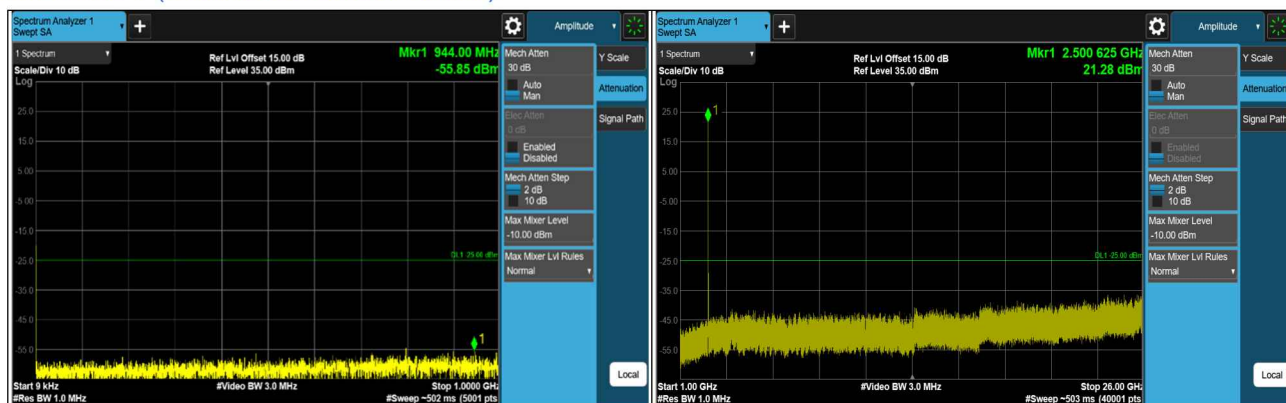 Spectrum Analyzer 1
Swept SA
+
Amplitude
1 Spectrum
Scale/Div 10 dB
Log
Ref Lvl Offset 15.00 dB
Ref Level 35.00 dBm
Mkr1 944.00 MHz
-55.85 dBm
25.0
15.0
5.00
-5.00
-15.0
-25.0
-35.0
-45.0
-55.0
1
Start 9 kHz
#Res BW 1.0 MHz
#Video BW 3.0 MHz
Stop 1.0000 GHz
#Sweep ~502 ms (5001 pts
Mech Atten
30 dB
Auto
Man
Elec Atten
0 dB
Enabled
Disabled
Mech Atten Step
2 dB
10 dB
Max Mixer Level
-10.00 dBm
Max Mixer Lvl Rules
Normal
Y Scale
Attenuation
Signal Path
Local
Spectrum Analyzer 1
Swept SA
+
Amplitude
1 Spectrum
Scale/Div 10 dB
Log
Ref Lvl Offset 15.00 dB
Ref Level 35.00 dBm
Mkr1 2.500 625 GHz
21.28 dBm
25.0
15.0
5.00
-5.00
-15.0
-25.0
-35.0
-45.0
-55.0
1
DL1 -25.00 dBm
Start 1.00 GHz
#Res BW 1.0 MHz
#Video BW 3.0 MHz
Stop 26.00 GHz
#Sweep ~503 ms (40001 pts
Mech Atten
30 dB
Auto
Man
Elec Atten
0 dB
Enabled
Disabled
Mech Atten Step
2 dB
10 dB
Max Mixer Level
-10.00 dBm
Max Mixer Lvl Rules
Normal
Y Scale
Attenuation
Signal Path
Local